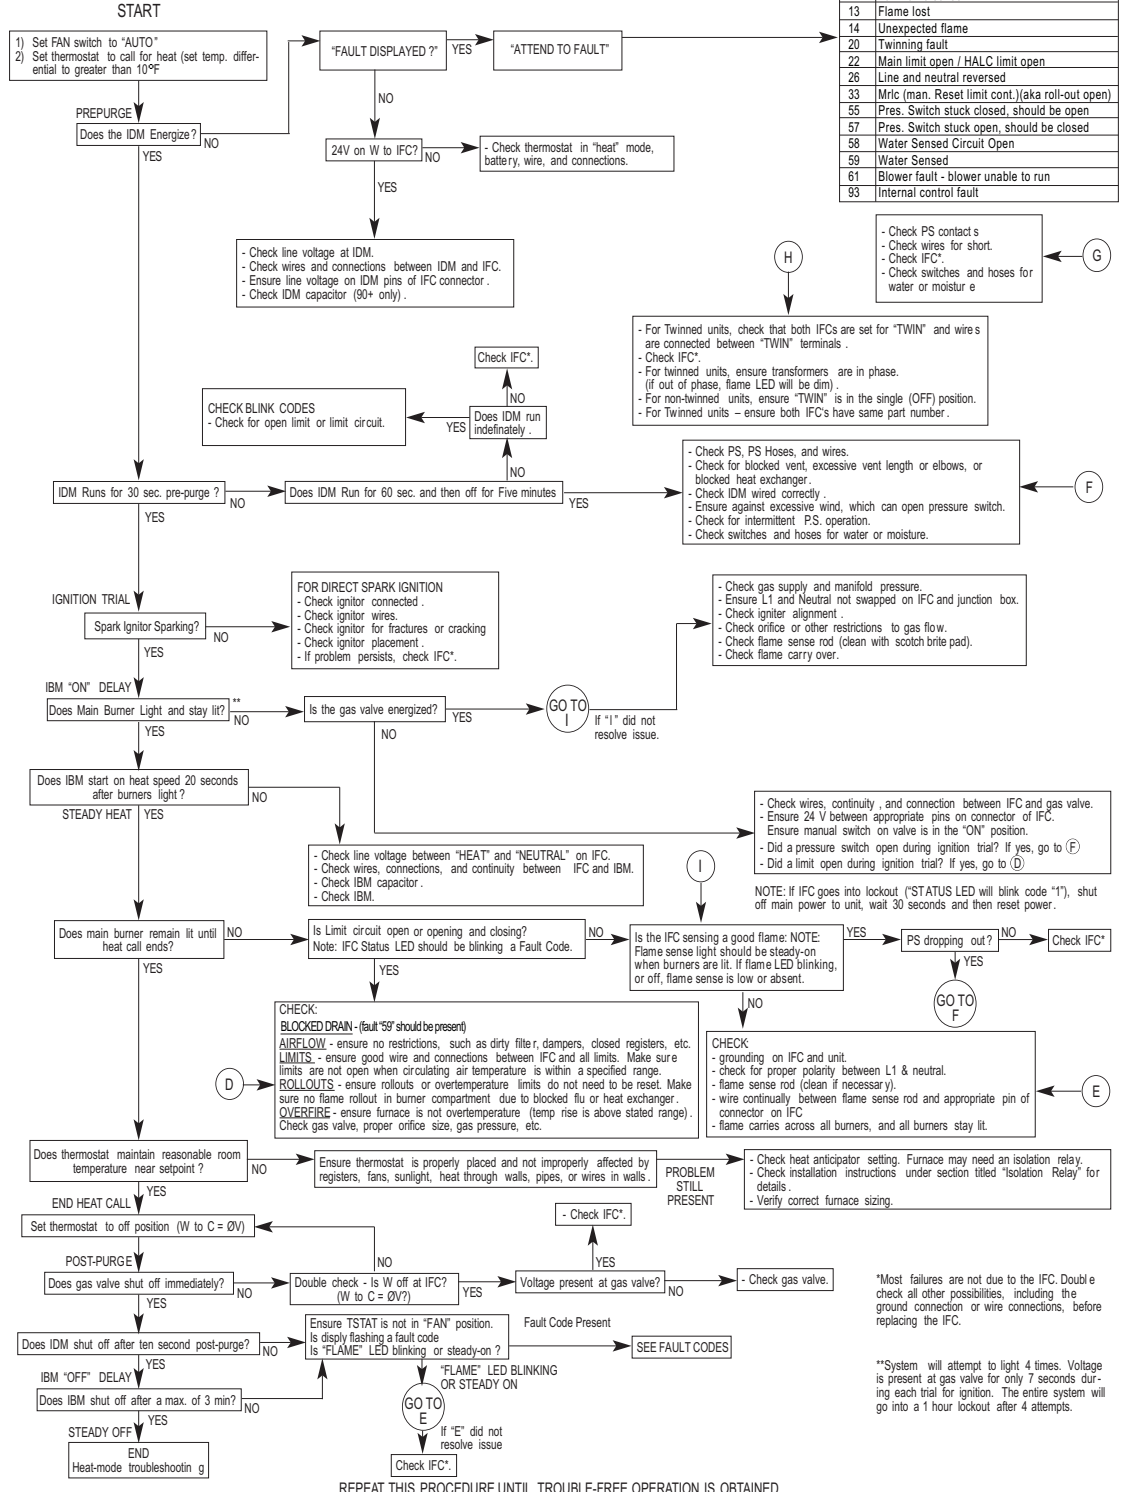 START
1) Set FAN switch to “AUTO”
2) Set thermostat to call for heat (set temp. differ-
ential to greater than 10°F
“FAULT DISPLAYED ?”
YES
“ATTEND TO FAULT”
13 Flame lost
14 Unexpected flame
20 Twinning fault
22 Main limit open / HALC limit open
26 Line and neutral reversed
33 Mrlc (man. Reset limit cont.)(aka roll-out open)
55 Pres. Switch stuck closed, should be open
57 Pres. Switch stuck open, should be closed
58 Water Sensed Circuit Open
59 Water Sensed
61 Blower fault - blower unable to run
93 Internal control fault
NO
PREPURGE
Does the IDM Energize?
NO
YES
24V on W to IFC?
NO
- Check thermostat in “heat” mode,
battery, wire, and connections.
YES
- Check line voltage at IDM.
- Check wires and connections between IDM and IFC.
- Ensure line voltage on IDM pins of IFC connector .
- Check IDM capacitor (90+ only) .
H
- Check PS contact s
- Check wires for short.
- Check IFC*.
- Check switches and hoses for
water or moistur e
G
- For Twinned units, check that both IFCs are set for “TWIN” and wire s
are connected between “TWIN” terminals .
- Check IFC*.
- For twinned units, ensure transformers are in phase.
(if out of phase, flame LED will be dim) .
- For non-twinned units, ensure “TWIN” is in the single (OFF) position.
- For Twinned units – ensure both IFC's have same part number .
Check IFC*.
NO
CHECK BLINK CODES
- Check for open limit or limit circuit.
YES
Does IDM run
indefinately .
NO
IDM Runs for 30 sec. pre-purge ?
NO
Does IDM Run for 60 sec. and then off for Five minutes
YES
YES
- Check PS, PS Hoses, and wires.
- Check for blocked vent, excessive vent length or elbows, or
blocked heat exchanger.
- Check IDM wired correctly .
- Ensure against excessive wind, which can open pressure switch.
- Check for intermittent P.S. operation.
- Check switches and hoses for water or moisture.
F
IGNITION TRIAL
Spark Ignitor Sparking?
NO
YES
FOR DIRECT SPARK IGNITION
- Check ignitor connected .
- Check ignitor wires.
- Check ignitor for fractures or cracking
- Check ignitor placement .
- If problem persists, check IFC*.
- Check gas supply and manifold pressure.
- Ensure L1 and Neutral not swapped on IFC and junction box.
- Check igniter alignment .
- Check orifice or other restrictions to gas flow.
- Check flame sense rod (clean with scotch brite pad).
- Check flame carry over.
IBM “ON” DELAY
Does Main Burner Light and stay lit?
**
NO
YES
Is the gas valve energized?
YES
NO
GO TO
I
If “I ” did not
resolve issue.
Does IBM start on heat speed 20 seconds
after burners light ?
NO
STEADY HEAT YES
- Check line voltage between “HEAT” and “NEUTRAL” on IFC.
- Check wires, connections, and continuity between IFC and IBM.
- Check IBM capacitor .
- Check IBM.
- Check wires, continuity , and connection between IFC and gas valve.
- Ensure 24 V between appropriate pins on connector of IFC.
Ensure manual switch on valve is in the “ON” position.
- Did a pressure switch open during ignition trial? If yes, go to F
- Did a limit open during ignition trial? If yes, go to D
NOTE: If IFC goes into lockout (“STATUS LED will blink code “1”), shut
off main power to unit, wait 30 seconds and then reset power .
I
Does main burner remain lit until
heat call ends?
NO
YES
Is Limit circuit open or opening and closing?
Note: IFC Status LED should be blinking a Fault Code.
NO
YES
Is the IFC sensing a good flame: NOTE:
Flame sense light should be steady-on
when burners are lit. If flame LED blinking,
or off, flame sense is low or absent.
YES
NO
PS dropping out?
NO
YES
Check IFC*
GO TO
F
D
CHECK:
BLOCKED DRAIN - (fault “59” should be present)
AIRFLOW - ensure no restrictions, such as dirty filte r, dampers, closed registers, etc.
LIMITS - ensure good wire and connections between IFC and all limits. Make sur e
limits are not open when circulating air temperature is within a specified range.
ROLLOUTS - ensure rollouts or overtemperature limits do not need to be reset. Make
sure no flame rollout in burner compartment due to blocked flu or heat exchanger .
OVERFIRE - ensure furnace is not overtemperature (temp rise is above stated range) .
Check gas valve, proper orifice size, gas pressure, etc.
CHECK:
- grounding on IFC and unit.
- check for proper polarity between L1 & neutral.
- flame sense rod (clean if necessar y).
- wire continually between flame sense rod and appropriate pin of
connector on IFC
- flame carries across all burners, and all burners stay lit.
E
Does thermostat maintain reasonable room
temperature near setpoint ?
NO
YES
Ensure thermostat is properly placed and not improperly affected by
registers, fans, sunlight, heat through walls, pipes, or wires in walls .
PROBLEM
STILL
PRESENT
- Check heat anticipator setting. Furnace may need an isolation relay.
- Check installation instructions under section titled “Isolation Relay” for
details .
- Verify correct furnace sizing.
END HEAT CALL
Set thermostat to off position (W to C = ØV)
- Check IFC*.
POST-PURGE
NO
YES
Does gas valve shut off immediately?
NO
YES
Double check - Is W off at IFC?
(W to C = ØV?)
YES
Voltage present at gas valve?
NO
- Check gas valve.
*Most failures are not due to the IFC. Doubl e
check all other possibilities, including the
ground connection or wire connections, before
replacing the IFC.
Does IDM shut off after ten second post-purge?
NO
YES
Ensure TSTAT is not in “FAN” position.
Is disply flashing a fault code
Is “FLAME” LED blinking or steady-on ?
Fault Code Present
SEE FAULT CODES
IBM “OFF” DELAY
Does IBM shut off after a max. of 3 min?
NO
YES
“FLAME” LED BLINKING
OR STEADY ON
GO TO
E
If “E” did not
resolve issue
Check IFC*.
**System will attempt to light 4 times. Voltage
is present at gas valve for only 7 seconds dur-
ing each trial for ignition. The entire system will
go into a 1 hour lockout after 4 attempts.
STEADY OFF
END
Heat-mode troubleshootin g
REPEAT THIS PROCEDURE UNTIL TROUBLE-FREE OPERATION IS OBTAINED